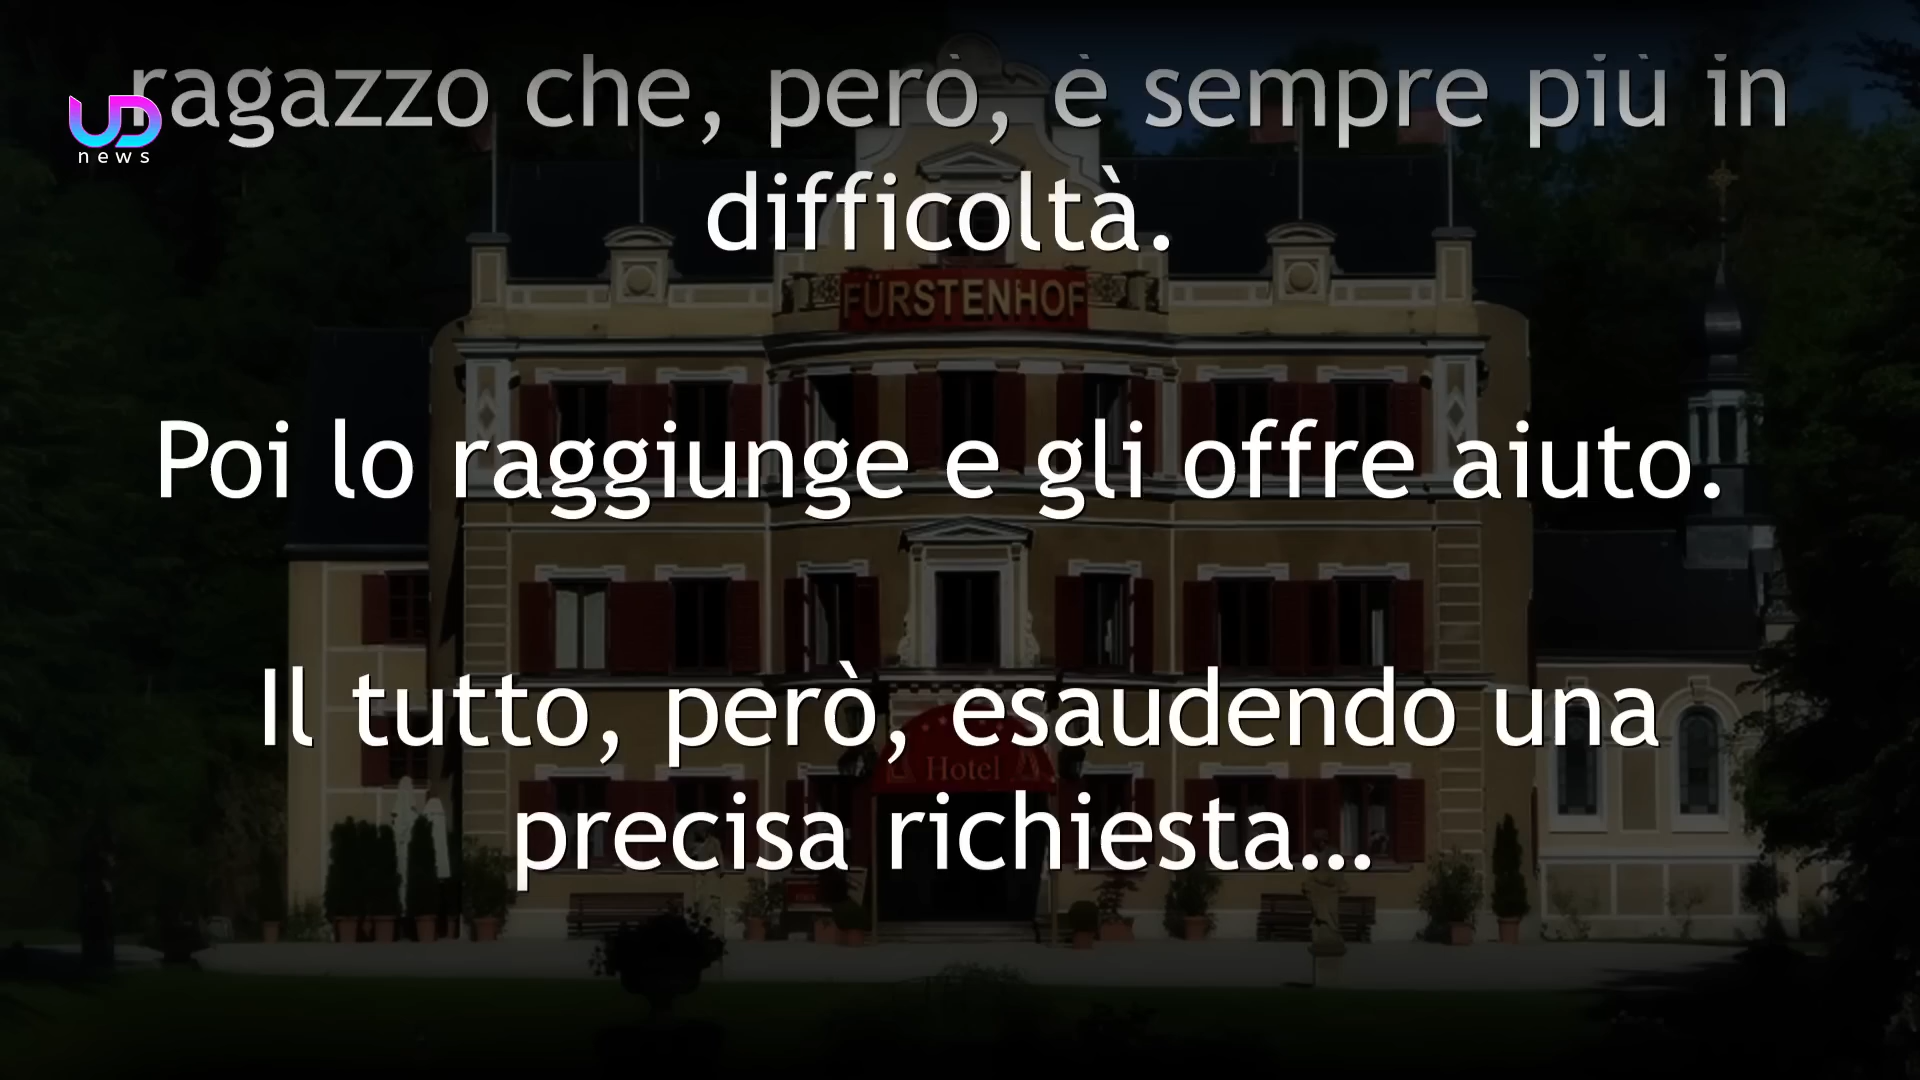 ragazzo che, però, è sempre più in
UD
news
difficoltà.
FÜRSTENHOF
Poi lo raggiunge e gli offre aiuto.
Il tutto, però, esaudendo una
Hotel
precisa richiesta...